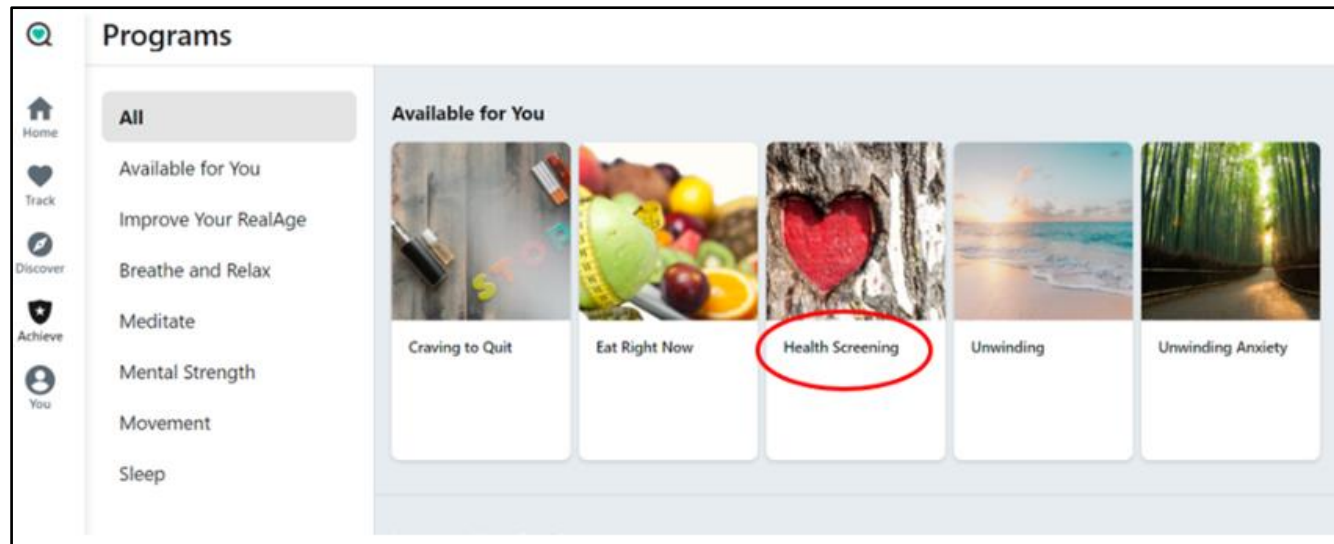 Programs
Home
Track
Discover
Achieve
You
All
Available for You
Improve Your RealAge
Breathe and Relax
Meditate
Mental Strength
Movement
Sleep
Available for You
STOP
Craving to Quit
Eat Right Now
Health Screening
Unwinding
Unwinding Anxiety